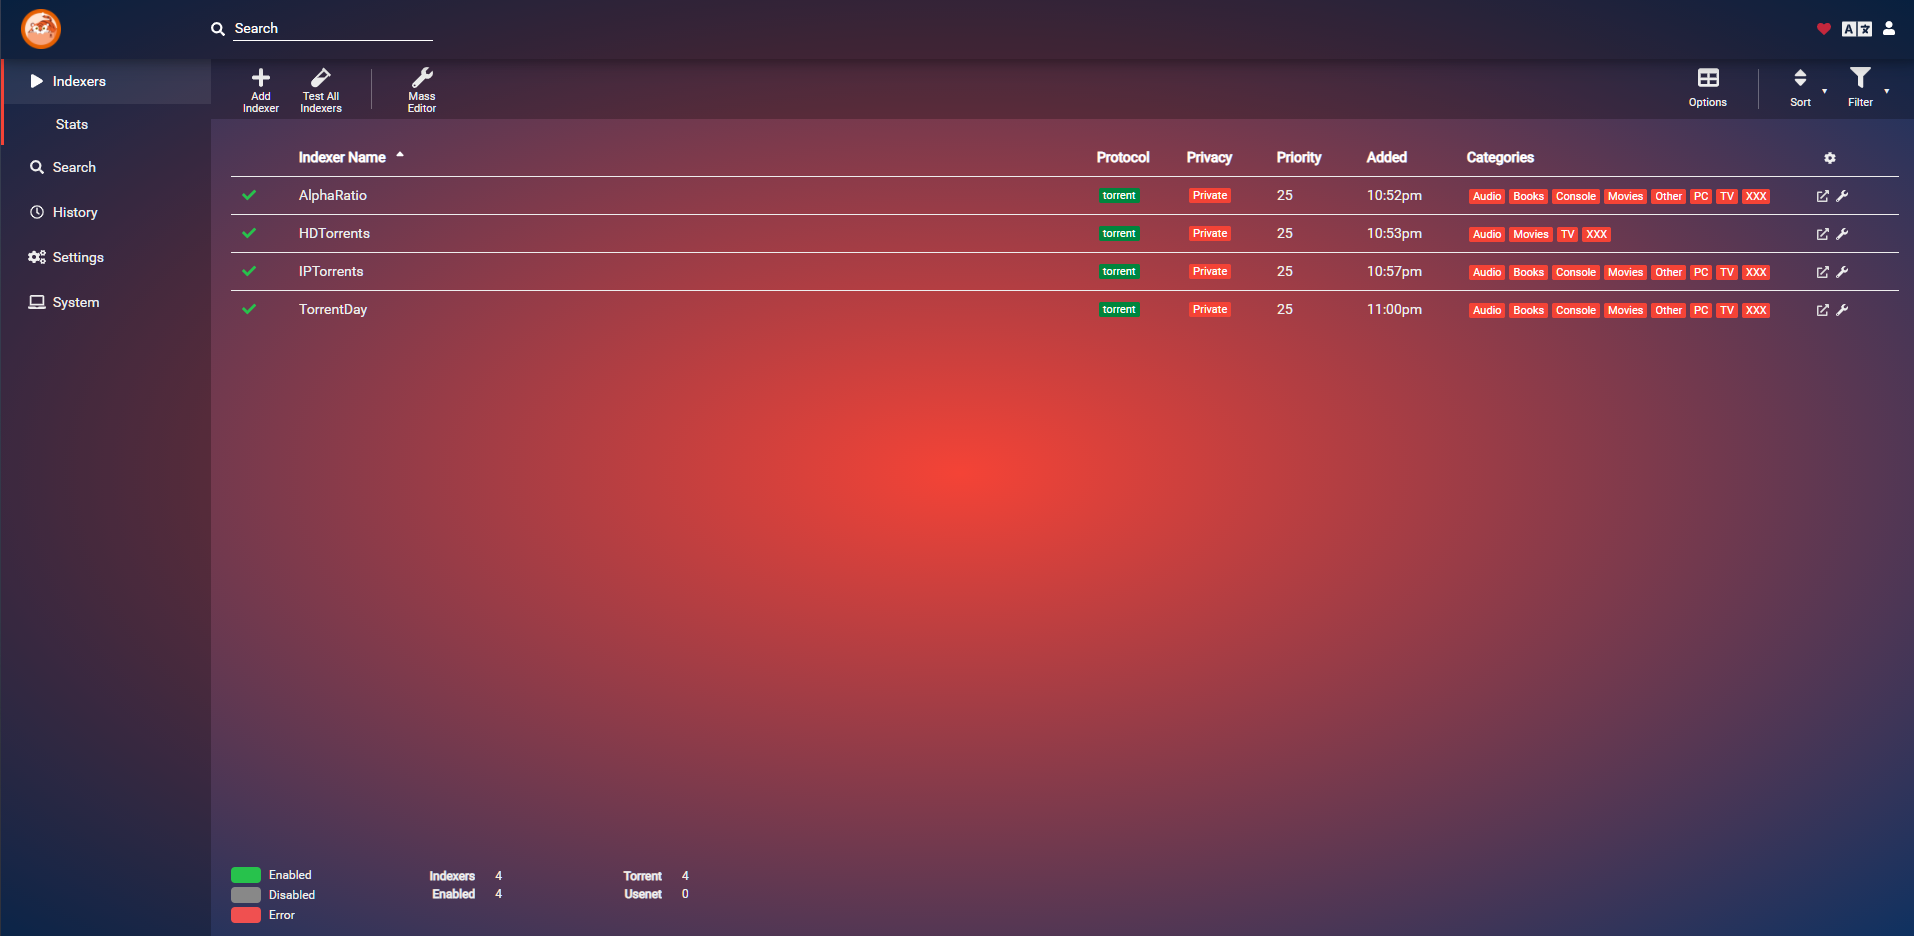 Search
Indexers
Stats
Search
History
Settings
System
Add Indexer
Test All Indexers
Mass Editor
Options
Sort
Filter
Indexer Name Protocol Privacy Priority Added Categories
AlphaRatio torrent Private 25 10:52pm Audio Books Console Movies Other PC TV XXX
HDTorrents torrent Private 25 10:53pm Audio Movies TV XXX
IPTorrents torrent Private 25 10:57pm Audio Books Console Movies Other PC TV XXX
TorrentDay torrent Private 25 11:00pm Audio Books Console Movies Other PC TV XXX
Enabled
Disabled
Error
Indexers 4
Enabled 4
Torrent 4
Usenet 0